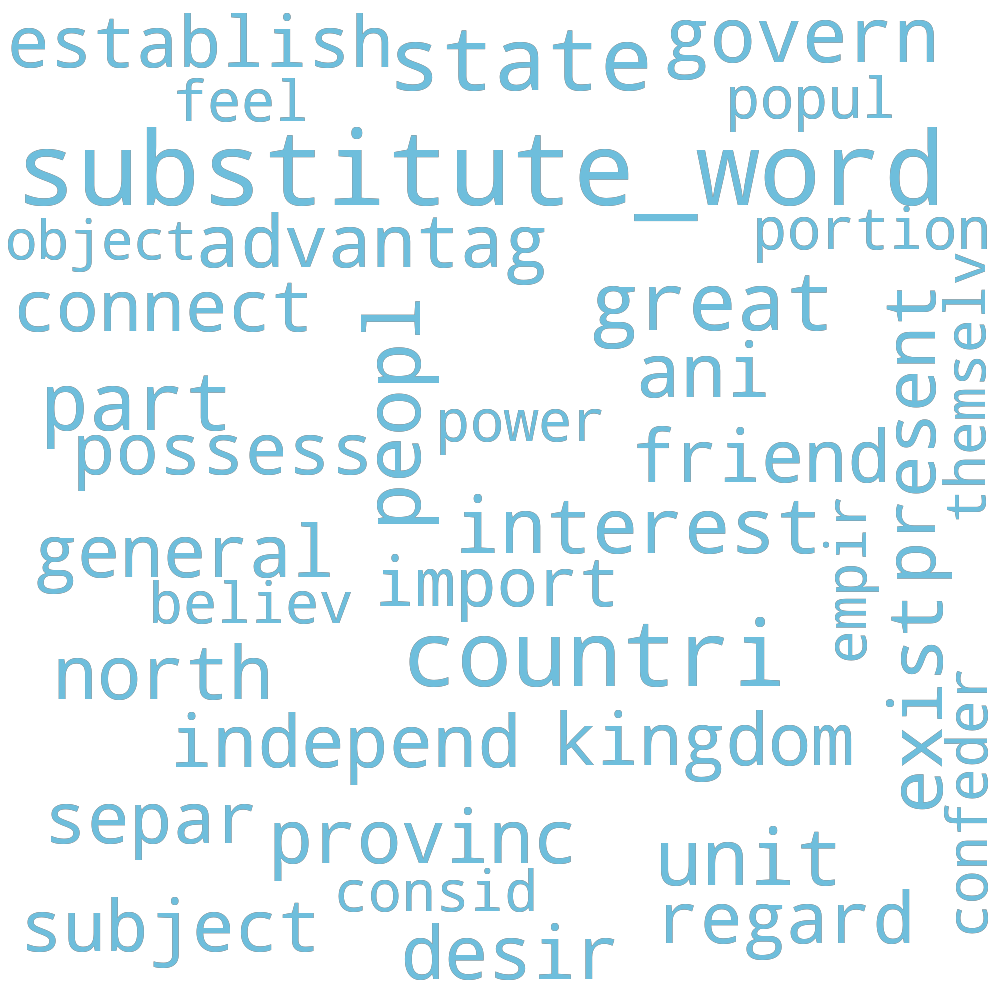 establish state govern
feel popul
substitute_word
object advantag portion
connect great
themselv
present
peopl
ani
part
power
possess friend
interest
general
empir
import
believ
exist
countri
north
confeder
independ kingdom
separ provinc
unit
consid
subject regard
desir